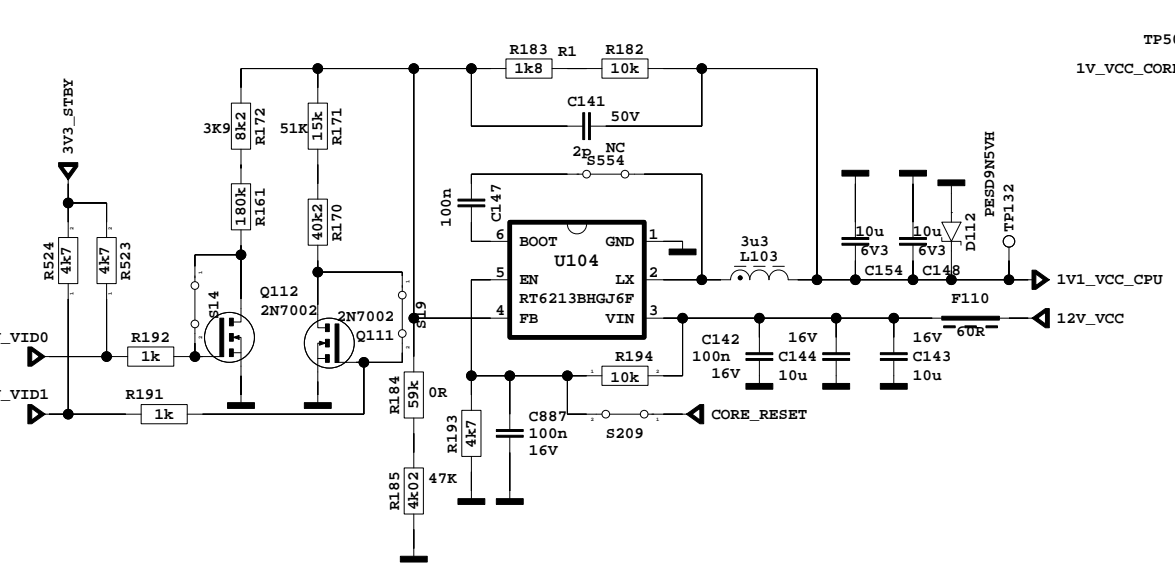 TP50
1V_VCC_CORE
R183 R1 R182
1k8 10k
C141
50V
2p
NC
S554
3V3_STBY
3K9
8k2
R172
51K
15k
R171
180k
R161
40k2
R170
100n
C147
R524
4k7
4k7
R523
6 BOOT GND 1
U104
5 EN LX 2
RT6213BHGJ6F
4 FB VIN 3
3u3
L103
10u
6V3
C154
10u
6V3
C148
D112
PESD9N5VH
TP132
1V1_VCC_CPU
F110
60R
12V_VCC
S14
Q112
2N7002
2N7002
Q111
S19
_VID0
R192
1k
_VID1
R191
1k
R184
59k
0R
R185
4k02
47K
R193
4k7
C887
100n
16V
R194
10k
S209
CORE_RESET
C142
100n
16V
16V
C144
10u
16V
C143
10u